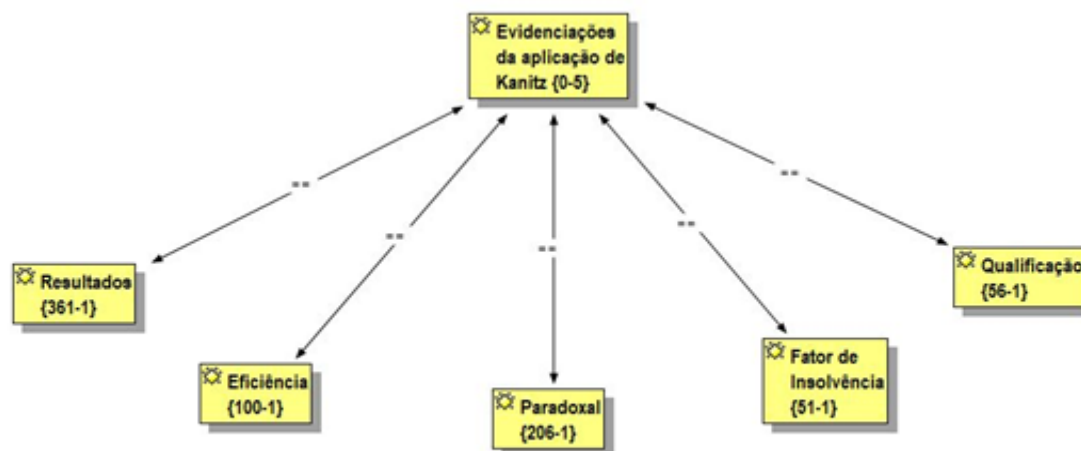 Evidenciações
da aplicação de
Kanitz {0-5}
--
--
--
--
--
Resultados
{361-1}
Eficiência
{100-1}
Paradoxal
{206-1}
Fator de
Insolvência
{51-1}
Qualificação
{56-1}